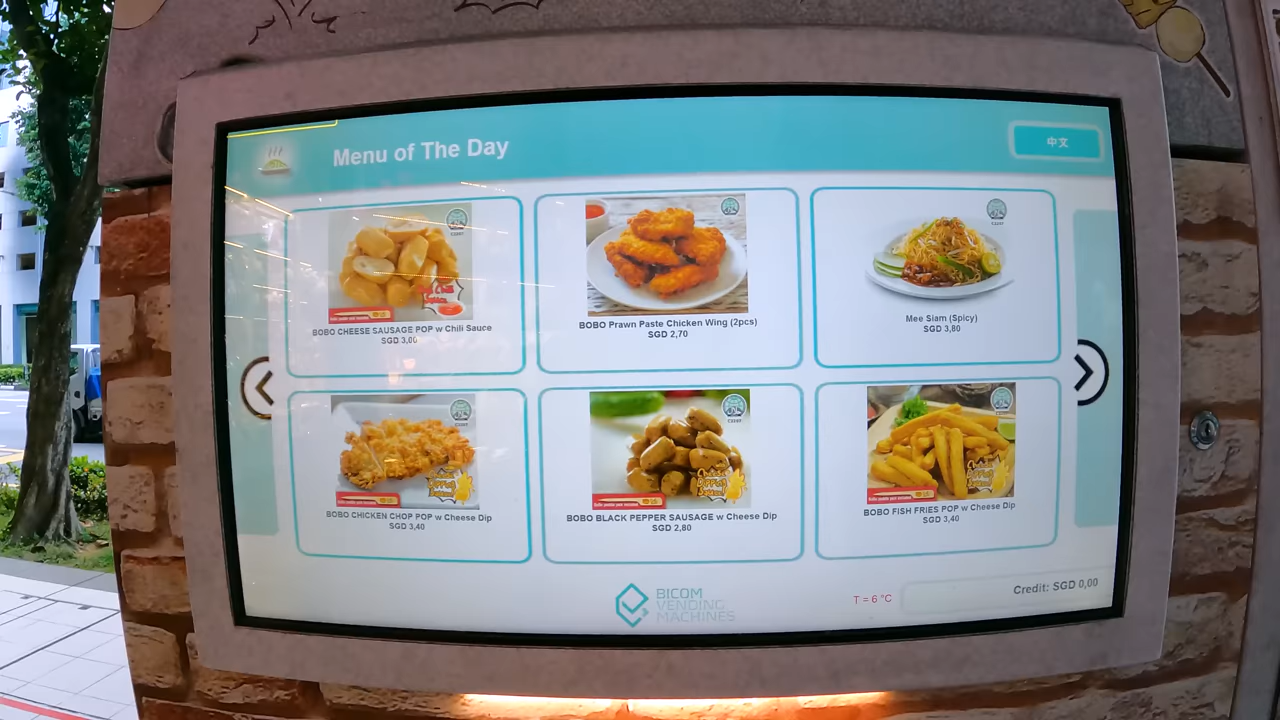 Menu of The Day
中文
BOBO CHEESE SAUSAGE POP w Chili Sauce
SGD 3,00
BOBO Prawn Paste Chicken Wing (2pcs)
SGD 2,70
Mee Siam (Spicy)
SGD 3,80
BOBO CHICKEN CHOP POP w Cheese Dip
SGD 3,40
BOBO BLACK PEPPER SAUSAGE w Cheese Dip
SGD 2,80
BOBO FISH FRIES POP w Cheese Dip
SGD 3,40
BICOM
VENDING
MACHINES
T = 6 °C
Credit: SGD 0,00